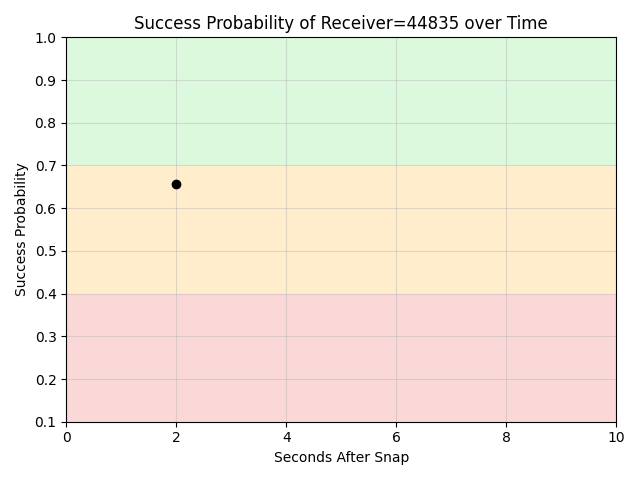 Success Probability of Receiver=44835 over Time
1.0
0.9
0.8
0.7
0.6
0.5
0.4
0.3
0.2
0.1
Success Probability
0 2 4 6 8 10
Seconds After Snap